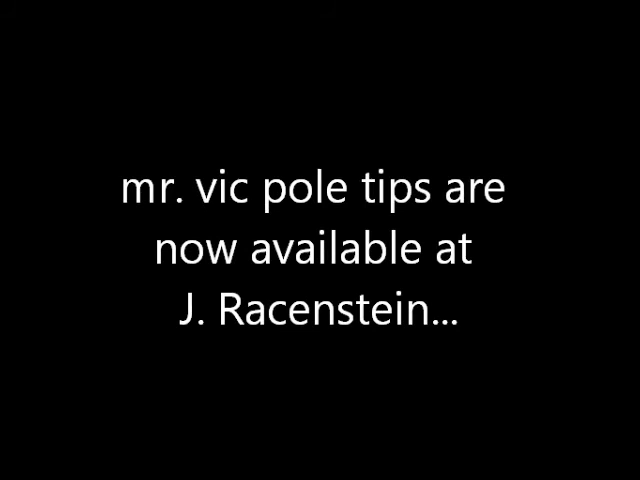 mr. vic pole tips are
now available at
J. Racenstein...